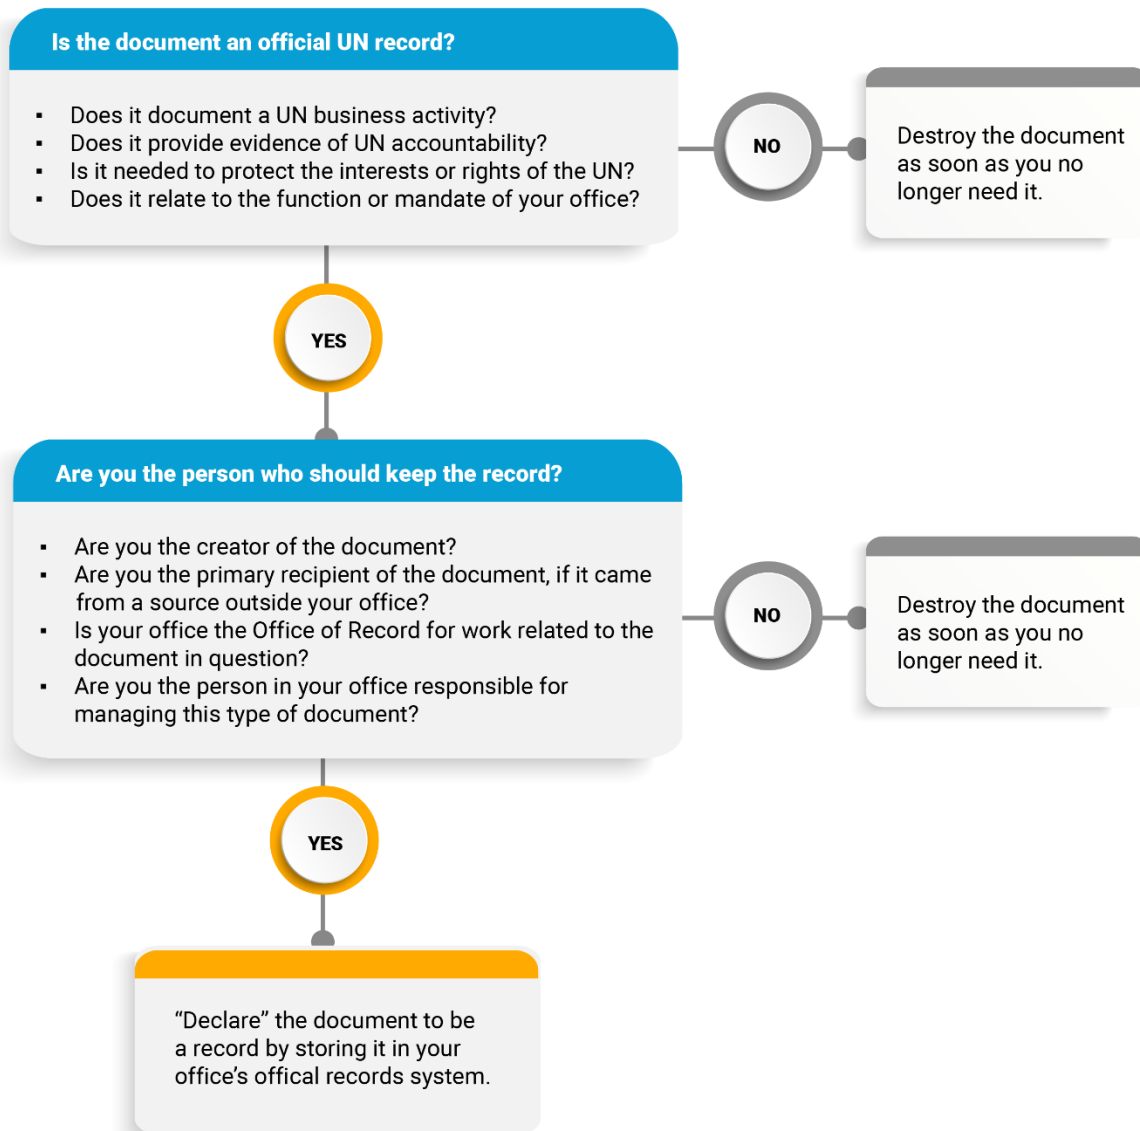 Is the document an official UN record?
▪ Does it document a UN business activity?
▪ Does it provide evidence of UN accountability?
▪ Is it needed to protect the interests or rights of the UN?
▪ Does it relate to the function or mandate of your office?
NO
Destroy the document
as soon as you no
longer need it.
YES
Are you the person who should keep the record?
▪ Are you the creator of the document?
▪ Are you the primary recipient of the document, if it came
from a source outside your office?
▪ Is your office the Office of Record for work related to the
document in question?
▪ Are you the person in your office responsible for
managing this type of document?
NO
Destroy the document
as soon as you no
longer need it.
YES
“Declare” the document to be
a record by storing it in your
office’s offical records system.